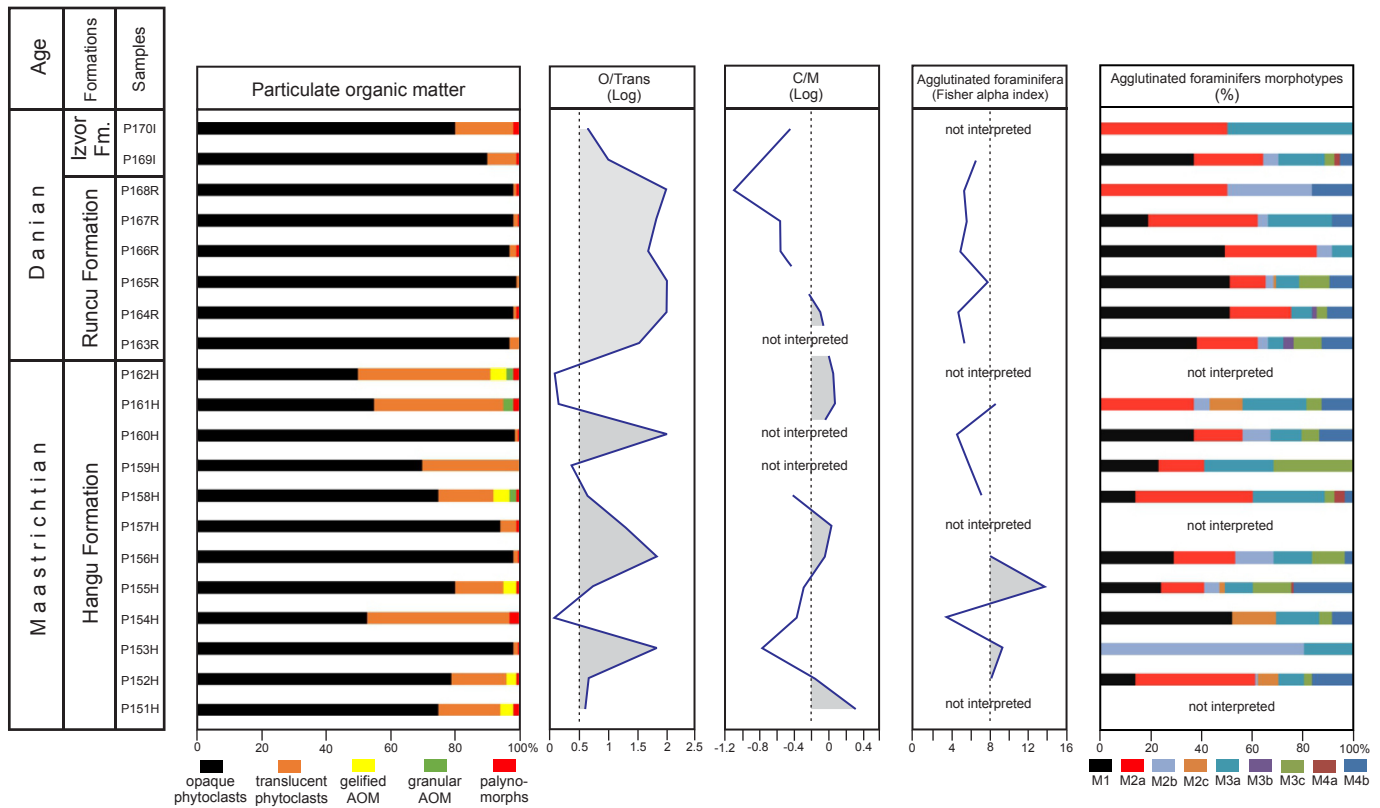 Age
Formations
Samples
Particulate organic matter
O/Trans
(Log)
C/M
(Log)
Agglutinated foraminifera
(Fisher alpha index)
Agglutinated foraminifers morphotypes
(%)
Danian
Maastrichtian
Izvor
Fm.
Runcu Formation
Hangu Formation
P170I
P169I
P168R
P167R
P166R
P165R
P164R
P163R
P162H
P161H
P160H
P159H
P158H
P157H
P156H
P155H
P154H
P153H
P152H
P151H
not interpreted
not interpreted
not interpreted
not interpreted
not interpreted
not interpreted
not interpreted
not interpreted
not interpreted
not interpreted
0 20 40 60 80 100%
0 0.5 1 1.5 2 2.5
-1.2 -0.8 -0.4 0 0.4
0 4 8 12 16
0 20 40 60 80 100%
opaque
phytoclasts
translucent
phytoclasts
gelified
AOM
granular
AOM
palyno-
morphs
M1 M2a M2b M2c M3a M3b M3c M4a M4b